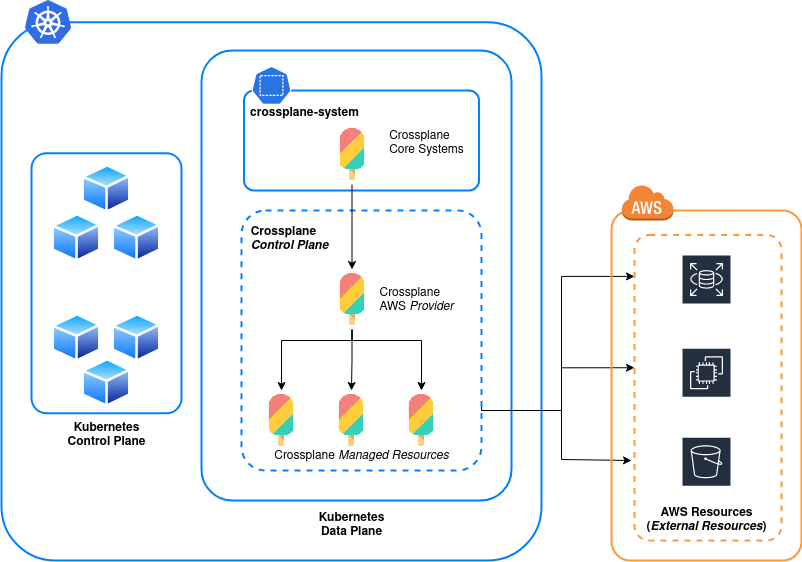 crossplane-system
Crossplane
Core Systems
Crossplane
Control Plane
Crossplane
AWS Provider
Crossplane Managed Resources
Kubernetes
Control Plane
Kubernetes
Data Plane
AWS
AWS Resources
(External Resources)